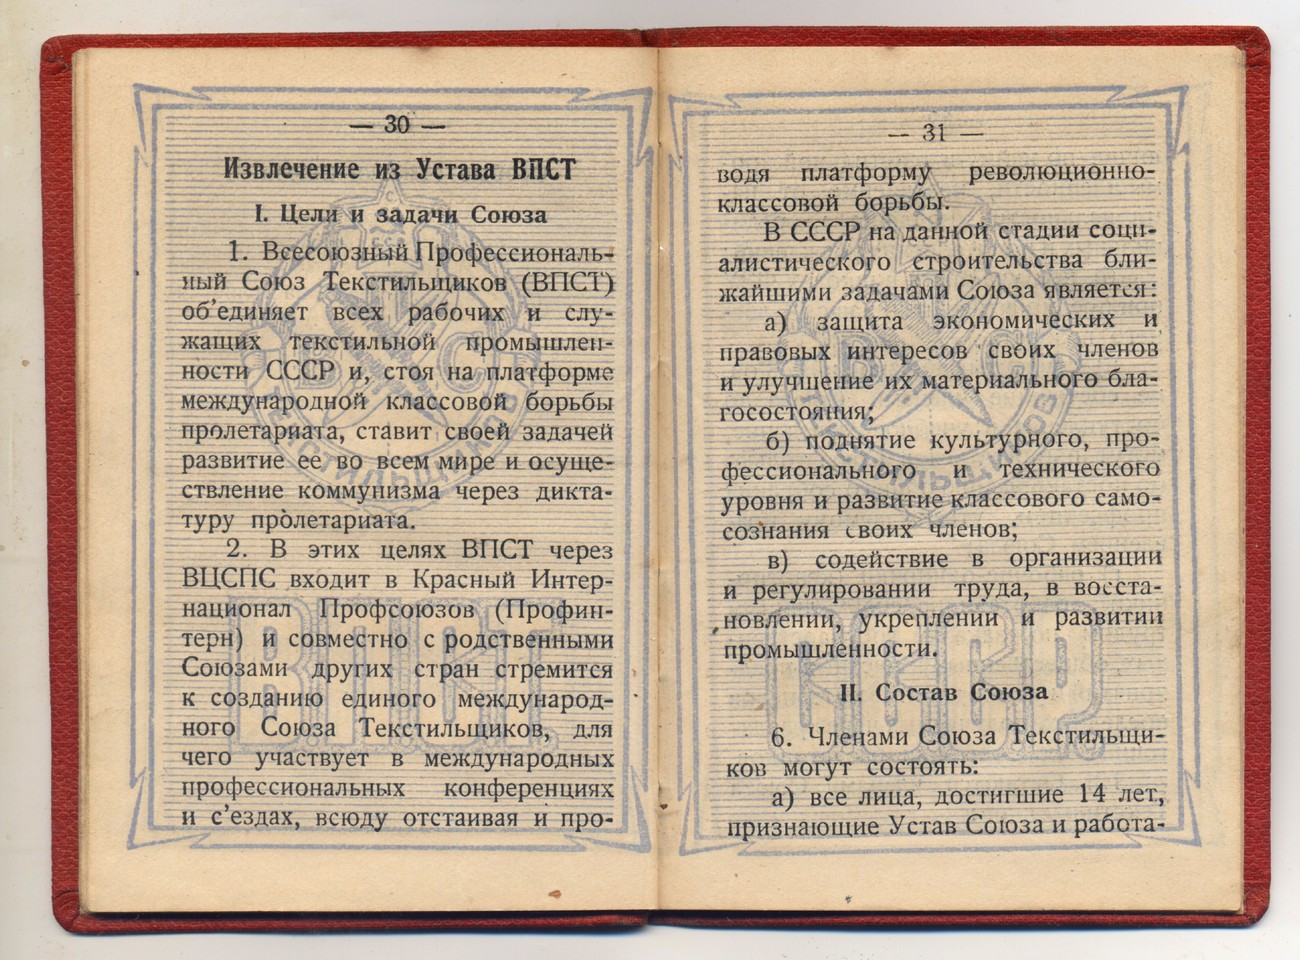 — 30 —
Извлечение из Устава ВПСТ
I. Цели и задачи Союза
1. Всесоюзный Профессиональ-
ный Союз Текстильщиков (ВПСТ)
об'единяет всех рабочих и слу-
жащих текстильной промышлен-
ности СССР и, стоя на платформе
международной классовой борьбы
пролетариата, ставит своей задачей
развитие ее во всем мире и осуще-
ствление коммунизма через дикта-
туру пролетариата.
2. В этих целях ВПСТ через
ВЦСПС входит в Красный Интер-
национал Профсоюзов (Профин-
терн) и совместно с родственными
Союзами других стран стремится
к созданию единого международ-
ного Союза Текстильщиков, для
чего участвует в международных
профессиональных конференциях
и с'ездах, всюду отстаивая и про-
— 31 —
водя платформу революционно-
классовой борьбы.
В СССР на данной стадии соци-
алистического строительства бли-
жайшими задачами Союза является:
а) защита экономических и
правовых интересов своих членов
и улучшение их материального бла-
госостояния;
б) поднятие культурного, про-
фессионального и технического
уровня и развитие классового само-
сознания своих членов;
в) содействие в организации
и регулировании труда, в восста-
новлении, укреплении и развитии
промышленности.
II. Состав Союза
6. Членами Союза Текстильщи-
ков могут состоять:
а) все лица, достигшие 14 лет,
признающие Устав Союза и работа-